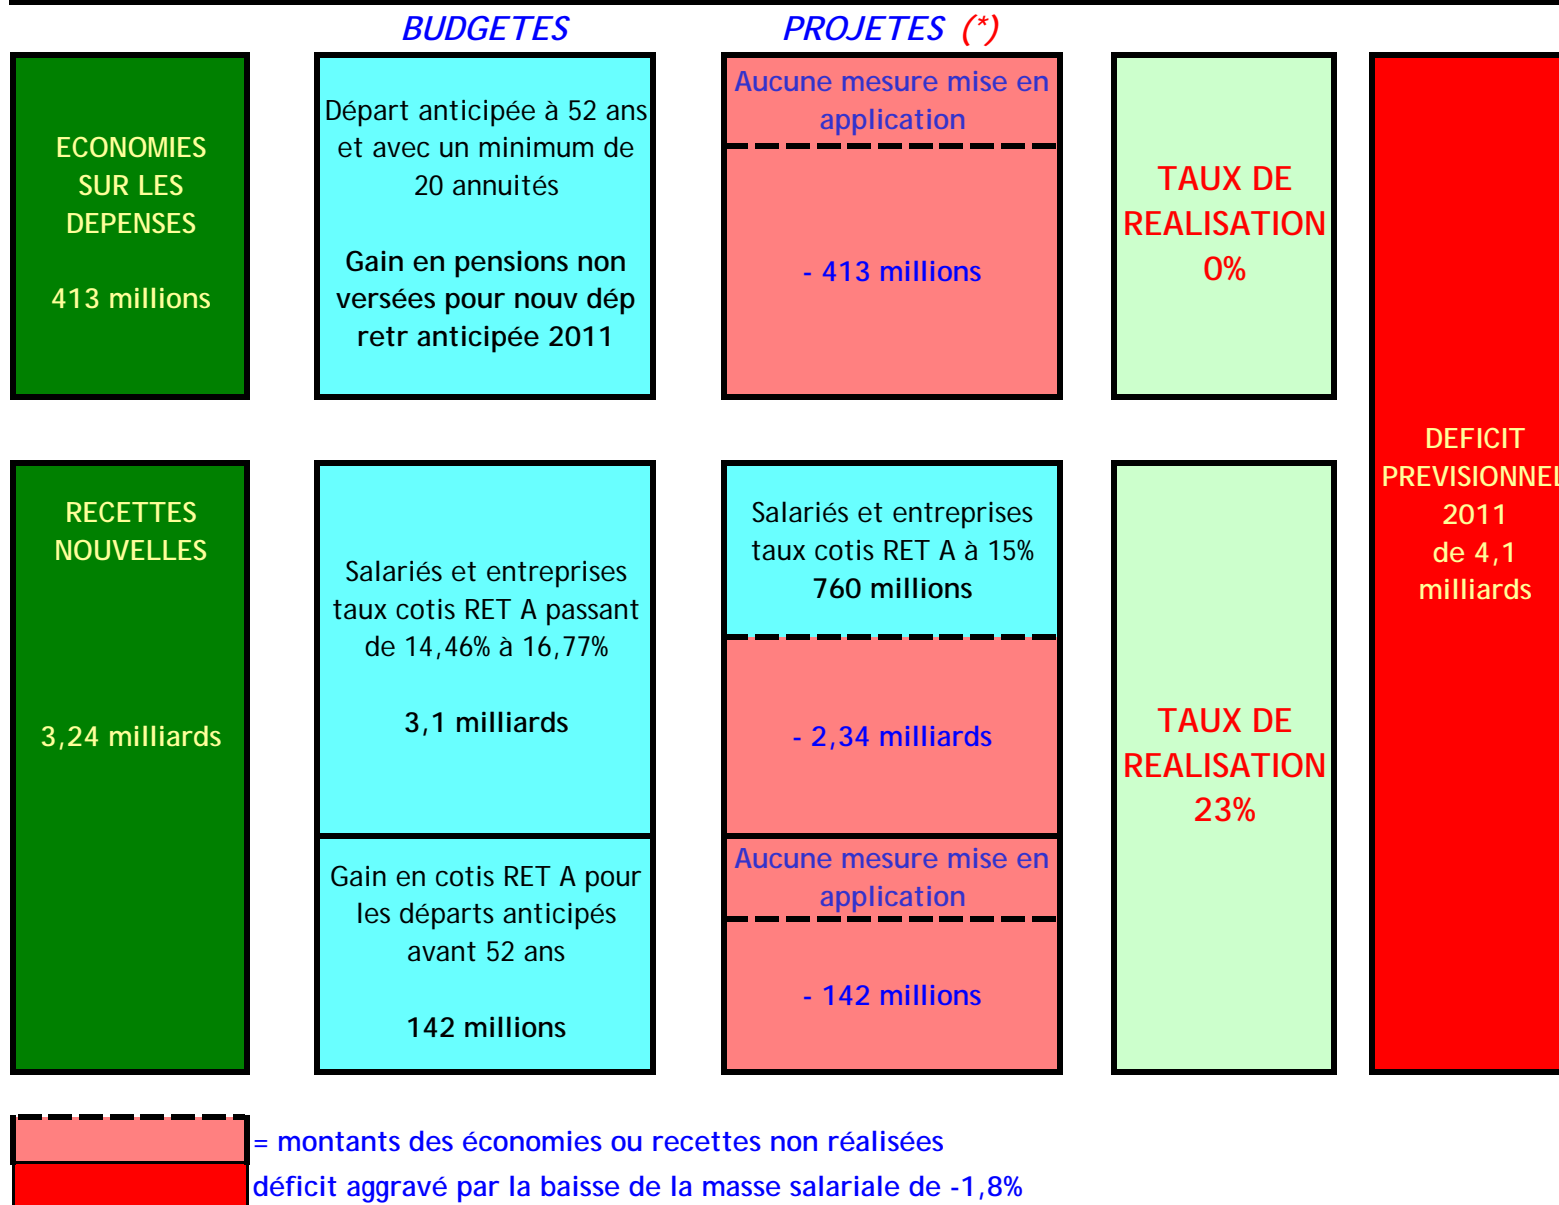 BUDGETES
PROJETES (*)
ECONOMIES
SUR LES
DEPENSES
413 millions
Départ anticipée à 52 ans
et avec un minimum de
20 annuités
Gain en pensions non
versées pour nouv dép
retr anticipée 2011
Aucune mesure mise en
application
- 413 millions
TAUX DE
REALISATION
0%
DEFICIT
PREVISIONNEL
2011
de 4,1
milliards
RECETTES
NOUVELLES
3,24 milliards
Salariés et entreprises
taux cotis RET A passant
de 14,46% à 16,77%
3,1 milliards
Salariés et entreprises
taux cotis RET A à 15%
760 millions
- 2,34 milliards
TAUX DE
REALISATION
23%
Gain en cotis RET A pour
les départs anticipés
avant 52 ans
142 millions
Aucune mesure mise en
application
- 142 millions
= montants des économies ou recettes non réalisées
déficit aggravé par la baisse de la masse salariale de -1,8%